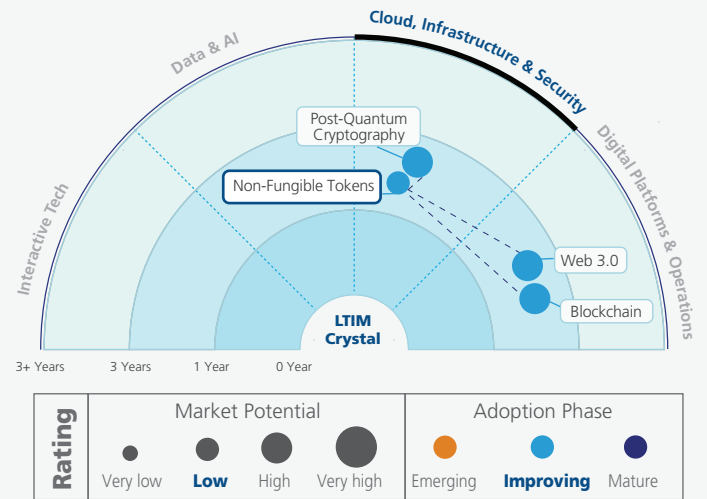 Cloud, Infrastructure & Security
Data & AI
Interactive Tech
Digital Platforms & Operations
Post-Quantum
Cryptography
Non-Fungible Tokens
Web 3.0
Blockchain
LTIM
Crystal
3+ Years
3 Years
1 Year
0 Year
Rating
Market Potential
Very low
Low
High
Very high
Adoption Phase
Emerging
Improving
Mature